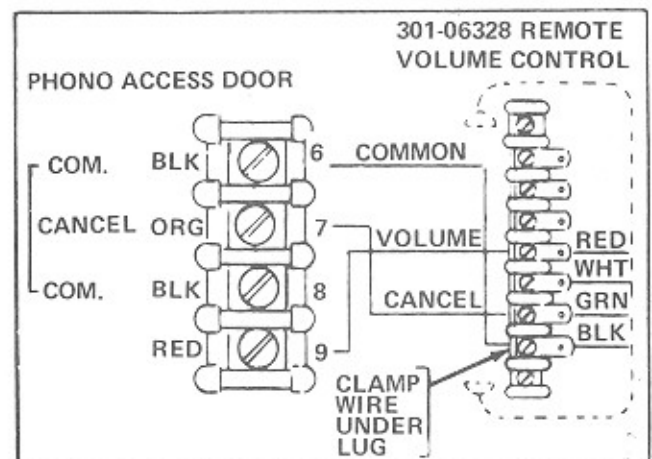 301-06328 REMOTE
VOLUME CONTROL
PHONO ACCESS DOOR
COM.
BLK
6
COMMON
CANCEL
ORG
7
VOLUME
RED
WHT
COM.
BLK
8
CANCEL
GRN
BLK
RED
9
CLAMP
WIRE
UNDER
LUG